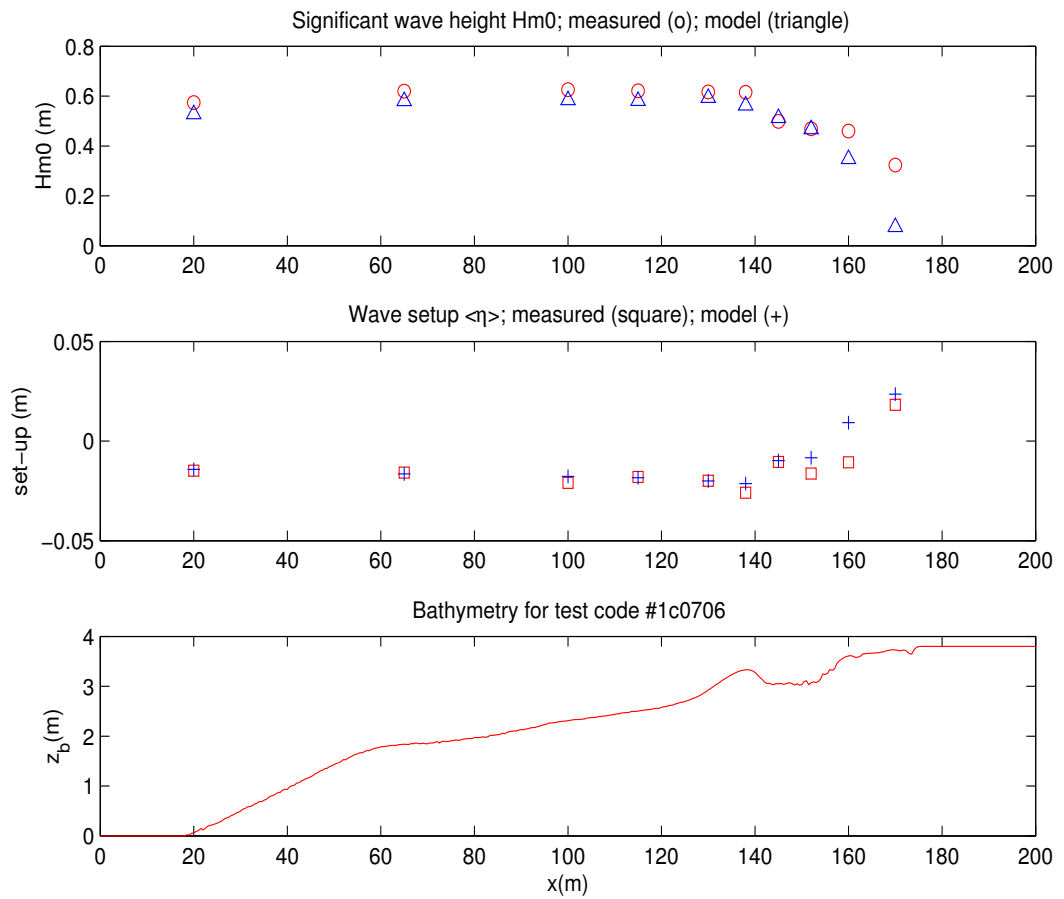 Significant wave height Hm0; measured (o); model (triangle)
0.8
0.6
0.4
0.2
0
Hm0 (m)
0 20 40 60 80 100 120 140 160 180 200
Wave setup <η>; measured (square); model (+)
0.05
0
−0.05
set−up (m)
0 20 40 60 80 100 120 140 160 180 200
Bathymetry for test code #1c0706
4
3
2
1
0
z_b(m)
0 20 40 60 80 100 120 140 160 180 200
x(m)